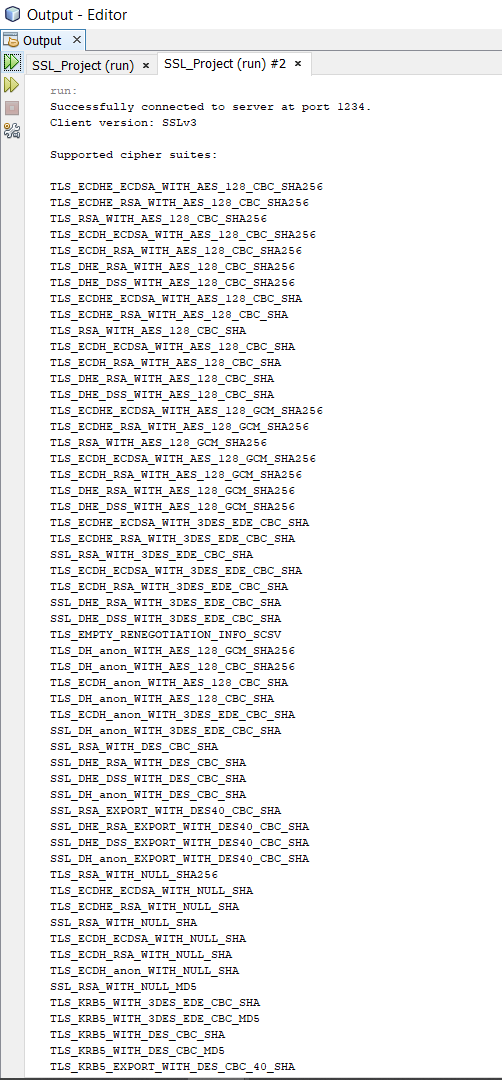 Output - Editor
Output ×
SSL_Project (run) × SSL_Project (run) #2 ×
run:
Successfully connected to server at port 1234.
Client version: SSLv3
Supported cipher suites:
TLS_ECDHE_ECDSA_WITH_AES_128_CBC_SHA256
TLS_ECDHE_RSA_WITH_AES_128_CBC_SHA256
TLS_RSA_WITH_AES_128_CBC_SHA256
TLS_ECDH_ECDSA_WITH_AES_128_CBC_SHA256
TLS_ECDH_RSA_WITH_AES_128_CBC_SHA256
TLS_DHE_RSA_WITH_AES_128_CBC_SHA256
TLS_DHE_DSS_WITH_AES_128_CBC_SHA256
TLS_ECDHE_ECDSA_WITH_AES_128_CBC_SHA
TLS_ECDHE_RSA_WITH_AES_128_CBC_SHA
TLS_RSA_WITH_AES_128_CBC_SHA
TLS_ECDH_ECDSA_WITH_AES_128_CBC_SHA
TLS_ECDH_RSA_WITH_AES_128_CBC_SHA
TLS_DHE_RSA_WITH_AES_128_CBC_SHA
TLS_DHE_DSS_WITH_AES_128_CBC_SHA
TLS_ECDHE_ECDSA_WITH_AES_128_GCM_SHA256
TLS_ECDHE_RSA_WITH_AES_128_GCM_SHA256
TLS_RSA_WITH_AES_128_GCM_SHA256
TLS_ECDH_ECDSA_WITH_AES_128_GCM_SHA256
TLS_ECDH_RSA_WITH_AES_128_GCM_SHA256
TLS_DHE_RSA_WITH_AES_128_GCM_SHA256
TLS_DHE_DSS_WITH_AES_128_GCM_SHA256
TLS_ECDHE_ECDSA_WITH_3DES_EDE_CBC_SHA
TLS_ECDHE_RSA_WITH_3DES_EDE_CBC_SHA
SSL_RSA_WITH_3DES_EDE_CBC_SHA
TLS_ECDH_ECDSA_WITH_3DES_EDE_CBC_SHA
TLS_ECDH_RSA_WITH_3DES_EDE_CBC_SHA
SSL_DHE_RSA_WITH_3DES_EDE_CBC_SHA
SSL_DHE_DSS_WITH_3DES_EDE_CBC_SHA
TLS_EMPTY_RENEGOTIATION_INFO_SCSV
TLS_DH_anon_WITH_AES_128_GCM_SHA256
TLS_DH_anon_WITH_AES_128_CBC_SHA256
TLS_ECDH_anon_WITH_AES_128_CBC_SHA
TLS_DH_anon_WITH_AES_128_CBC_SHA
TLS_ECDH_anon_WITH_3DES_EDE_CBC_SHA
SSL_DH_anon_WITH_3DES_EDE_CBC_SHA
SSL_RSA_WITH_DES_CBC_SHA
SSL_DHE_RSA_WITH_DES_CBC_SHA
SSL_DHE_DSS_WITH_DES_CBC_SHA
SSL_DH_anon_WITH_DES_CBC_SHA
SSL_RSA_EXPORT_WITH_DES40_CBC_SHA
SSL_DHE_RSA_EXPORT_WITH_DES40_CBC_SHA
SSL_DHE_DSS_EXPORT_WITH_DES40_CBC_SHA
SSL_DH_anon_EXPORT_WITH_DES40_CBC_SHA
TLS_RSA_WITH_NULL_SHA256
TLS_ECDHE_ECDSA_WITH_NULL_SHA
TLS_ECDHE_RSA_WITH_NULL_SHA
SSL_RSA_WITH_NULL_SHA
TLS_ECDH_ECDSA_WITH_NULL_SHA
TLS_ECDH_RSA_WITH_NULL_SHA
TLS_ECDH_anon_WITH_NULL_SHA
SSL_RSA_WITH_NULL_MD5
TLS_KRB5_WITH_3DES_EDE_CBC_SHA
TLS_KRB5_WITH_3DES_EDE_CBC_MD5
TLS_KRB5_WITH_DES_CBC_SHA
TLS_KRB5_WITH_DES_CBC_MD5
TLS_KRB5_EXPORT_WITH_DES_CBC_40_SHA